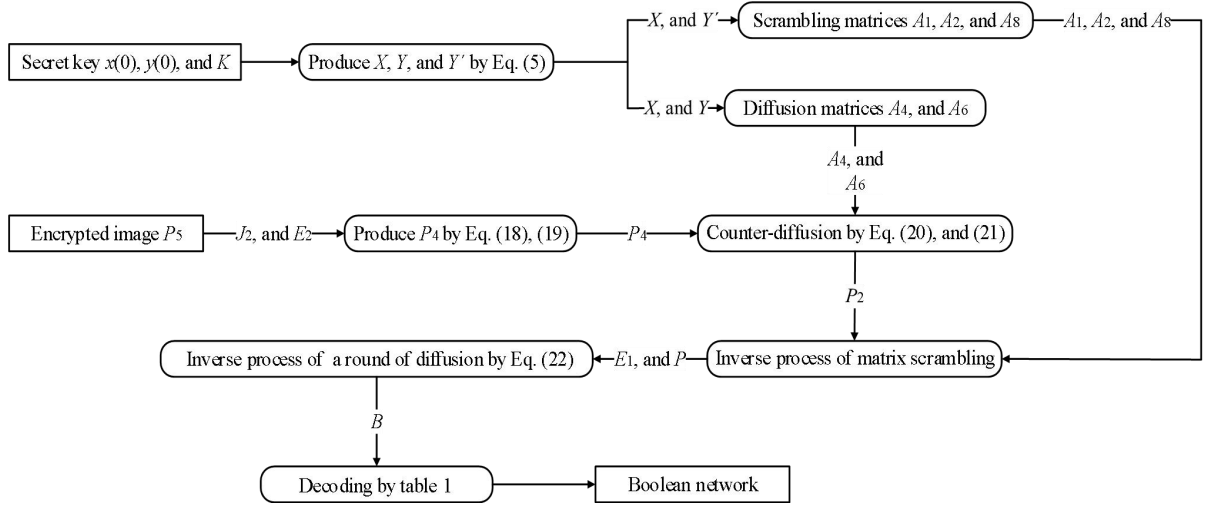 X, and Y′
Scrambling matrices A1, A2, and A8
A1, A2, and A8
Secret key x(0), y(0), and K
Produce X, Y, and Y′ by Eq. (5)
X, and Y
Diffusion matrices A4, and A6
A4, and
A6
Encrypted image P5
J2, and E2
Produce P4 by Eq. (18), (19)
P4
Counter-diffusion by Eq. (20), and (21)
P2
Inverse process of a round of diffusion by Eq. (22)
E1, and P
Inverse process of matrix scrambling
B
Decoding by table 1
Boolean network